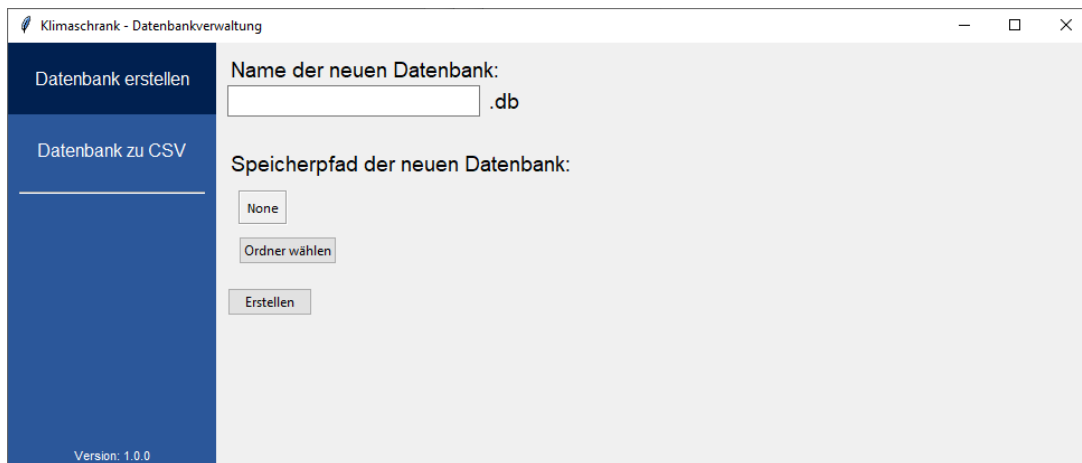 Klimaschrank - Datenbankverwaltung
Datenbank erstellen
Datenbank zu CSV
Version: 1.0.0
Name der neuen Datenbank:
.db
Speicherpfad der neuen Datenbank:
None
Ordner wählen
Erstellen